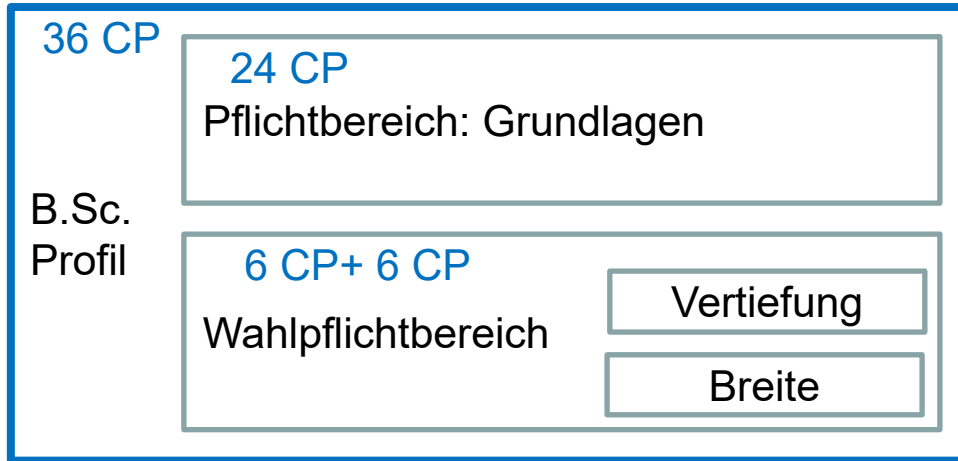 36 CP
24 CP
Pflichtbereich: Grundlagen
B.Sc.
Profil
6 CP+ 6 CP
Wahlpflichtbereich
Vertiefung
Breite